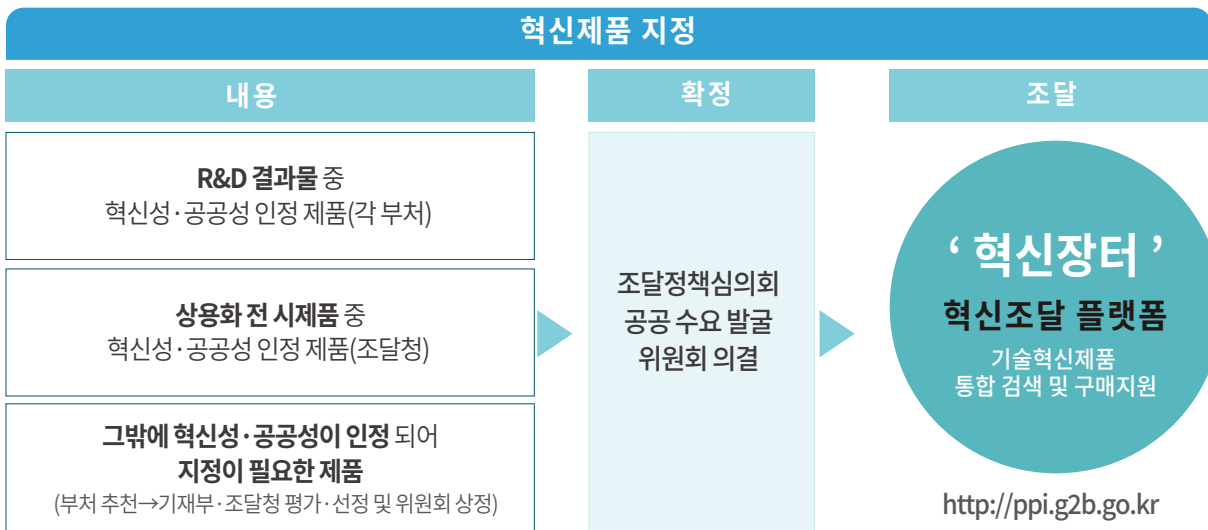 혁신제품 지정
내용
R&D 결과물 중
혁신성·공공성 인정 제품(각 부처)
상용화 전 시제품 중
혁신성·공공성 인정 제품(조달청)
그밖에 혁신성·공공성이 인정 되어
지정이 필요한 제품
(부처 추천→기재부·조달청 평가·선정 및 위원회 상정)
확정
조달정책심의회
공공 수요 발굴
위원회 의결
조달
‘ 혁신장터 ’
혁신조달 플랫폼
기술혁신제품
통합 검색 및 구매지원
http://ppi.g2b.go.kr